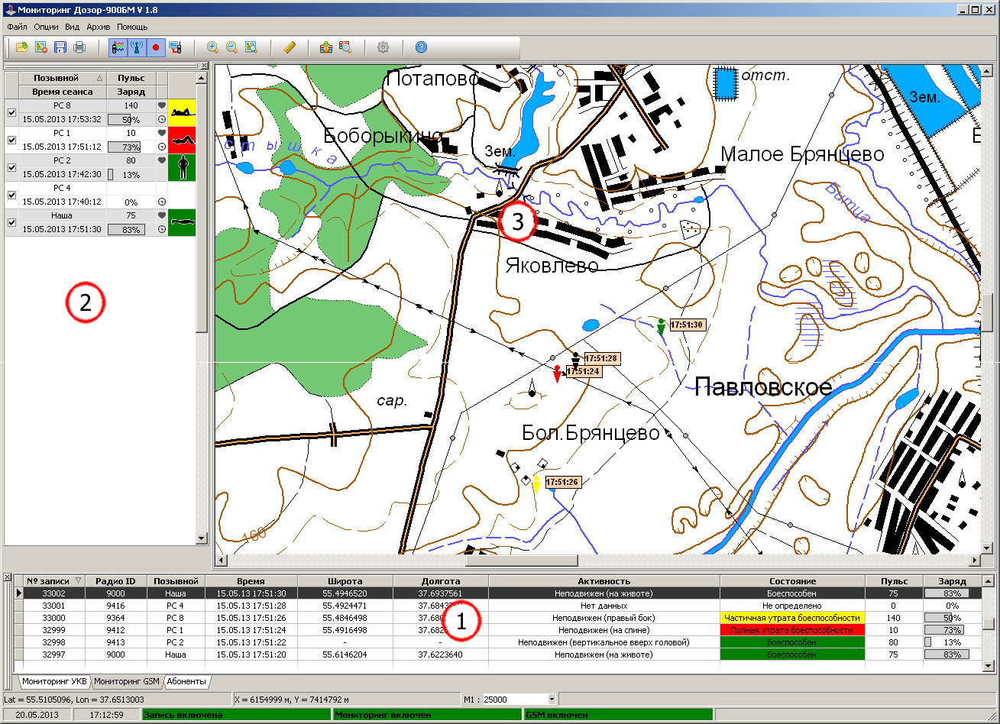 Мониторинг Дозор-900БМ V 1.8
Файл Опции Вид Архив Помощь
Позывной Пульс
Время сеанса Заряд
РС 8 140
15.05.2013 17:53:32 50%
РС 1 10
15.05.2013 17:51:12 73%
РС 2 80
15.05.2013 17:42:30 13%
РС 4
15.05.2013 17:40:12 0%
Наша 75
15.05.2013 17:51:30 83%
2
Потапово
отст.
Зем.
Боборыкино
стышка
Зем.
Малое Брянцево
Битца
3
Яковлево
17:51:30
17:51:28
17:51:24
Павловское
сар.
Бол.Брянцево
17:51:26
160
№ записи Радио ID Позывной Время Широта Долгота Активность Состояние Пульс Заряд
33002 9000 Наша 15.05.13 17:51:30 55.4946520 37.6937561 Неподвижен (на животе) Боеспособен 75 83%
33001 9416 РС 4 15.05.13 17:51:28 55.4924471 Нет данных Не определено 0 0%
33000 9364 РС 8 15.05.13 17:51:26 55.4846498 Неподвижен (правый бок) Частичная утрата боеспособности 140 50%
32999 9412 РС 1 15.05.13 17:51:24 55.4916498 Неподвижен (на спине) Полная утрата боеспособности 10 73%
32998 9413 РС 2 15.05.13 17:51:22 - - Неподвижен (вертикальное вверх головой) Боеспособен 80 13%
32997 9000 Наша 15.05.13 17:51:20 55.6146204 37.6223640 Неподвижен (на животе) Боеспособен 75 83%
1
Мониторинг УКВ Мониторинг GSM Абоненты
Lat = 55.5105096, Lon = 37.6513003 X = 6154999 м, Y = 7414792 м М1 : 25000
20.05.2013 17:12:59 Запись включена Мониторинг включен GSM включен